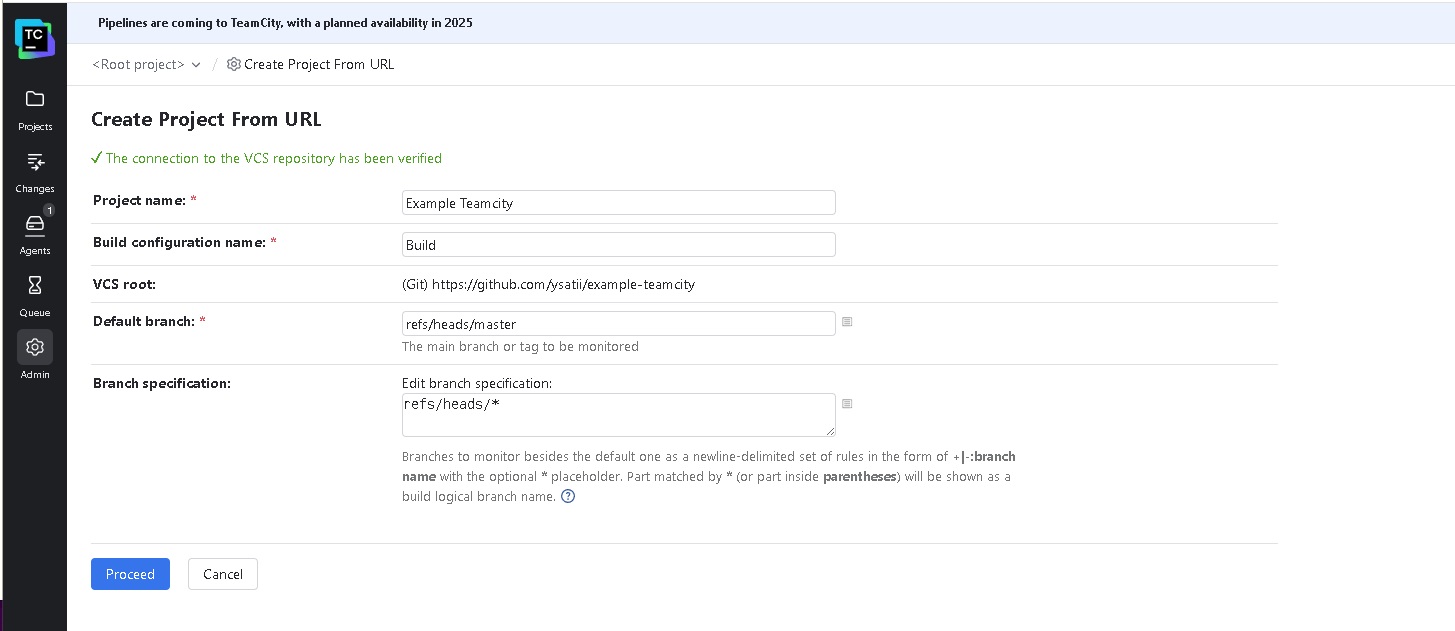 Pipelines are coming to TeamCity, with a planned availability in 2025
TC
<Root project> / Create Project From URL
Projects
Changes
1
Agents
Queue
Admin
Create Project From URL
The connection to the VCS repository has been verified
Project name: * Example Teamcity
Build configuration name: * Build
VCS root: (Git) https://github.com/ysatii/example-teamcity
Default branch: * refs/heads/master
The main branch or tag to be monitored
Branch specification: Edit branch specification:
refs/heads/*
Branches to monitor besides the default one as a newline-delimited set of rules in the form of +|-:branch
name with the optional * placeholder. Part matched by * (or part inside parentheses) will be shown as a
build logical branch name. ?
Proceed Cancel